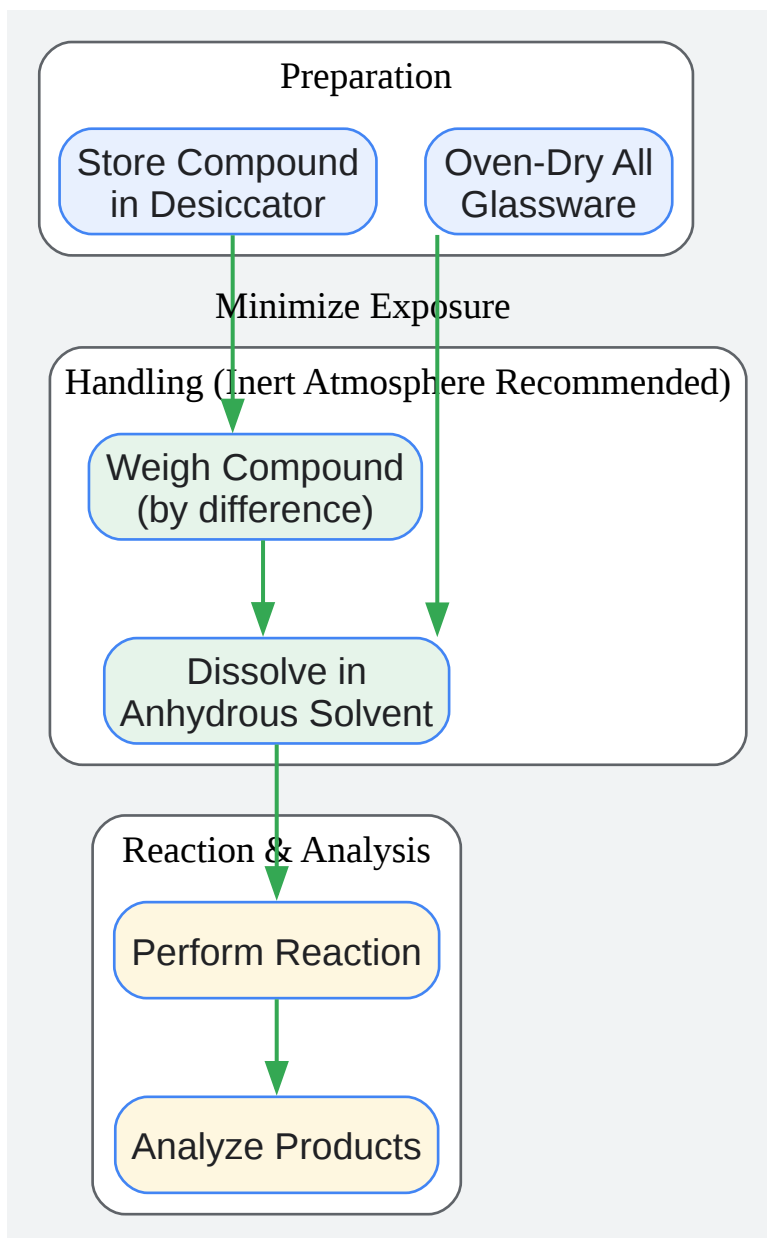 Preparation
Store Compound
in Desiccator
Oven-Dry All
Glassware
Minimize Exposure
Handling (Inert Atmosphere Recommended)
Weigh Compound
(by difference)
Dissolve in
Anhydrous Solvent
Reaction & Analysis
Perform Reaction
Analyze Products